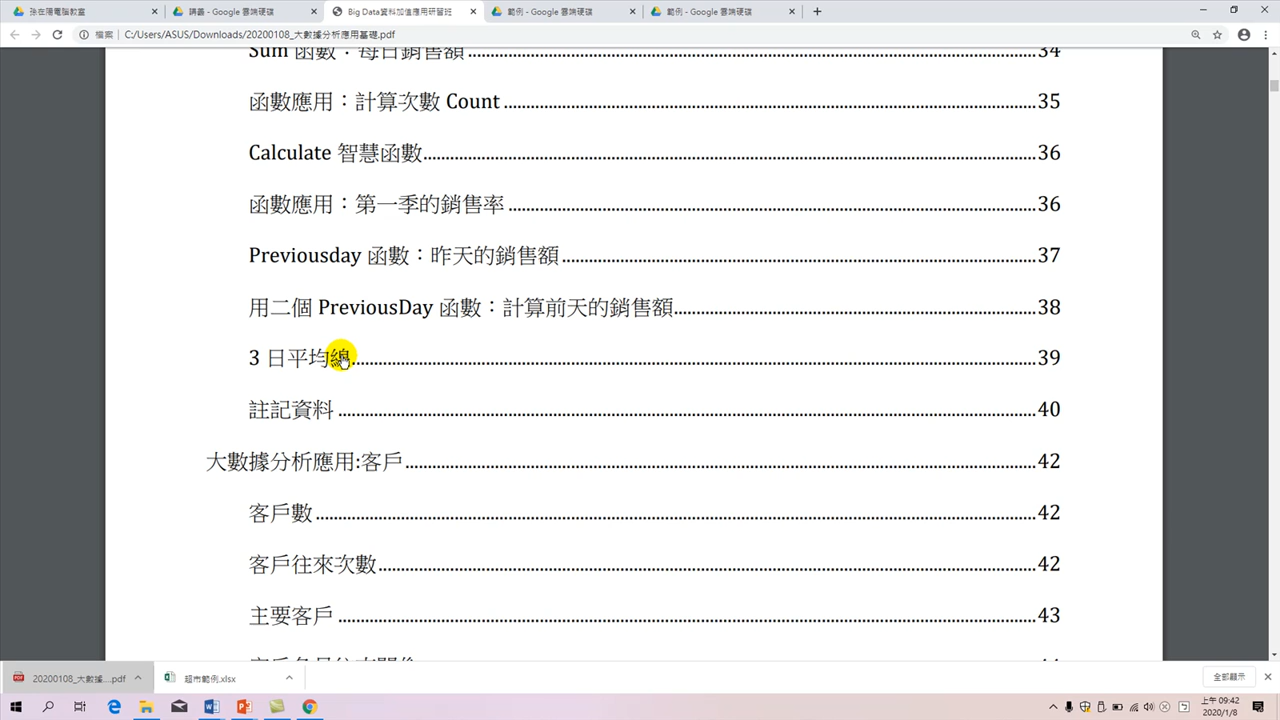 孫在陽電腦教室
講義 - Google 雲端硬碟
Big Data資料加值應用研習班
範例 - Google 雲端硬碟
範例 - Google 雲端硬碟
檔案 | C:/Users/ASUS/Downloads/20200108_大數據分析應用基礎.pdf
Sum 函數：每日銷售額 34
函數應用：計算次數 Count 35
Calculate 智慧函數 36
函數應用：第一季的銷售率 36
Previousday 函數：昨天的銷售額 37
用二個 PreviousDay 函數：計算前天的銷售額 38
3 日平均線 39
註記資料 40
大數據分析應用:客戶 42
客戶數 42
客戶往來次數 42
主要客戶 43
20200108_大數據....pdf
超市範例.xlsx
全部顯示
上午 09:42
2020/1/8